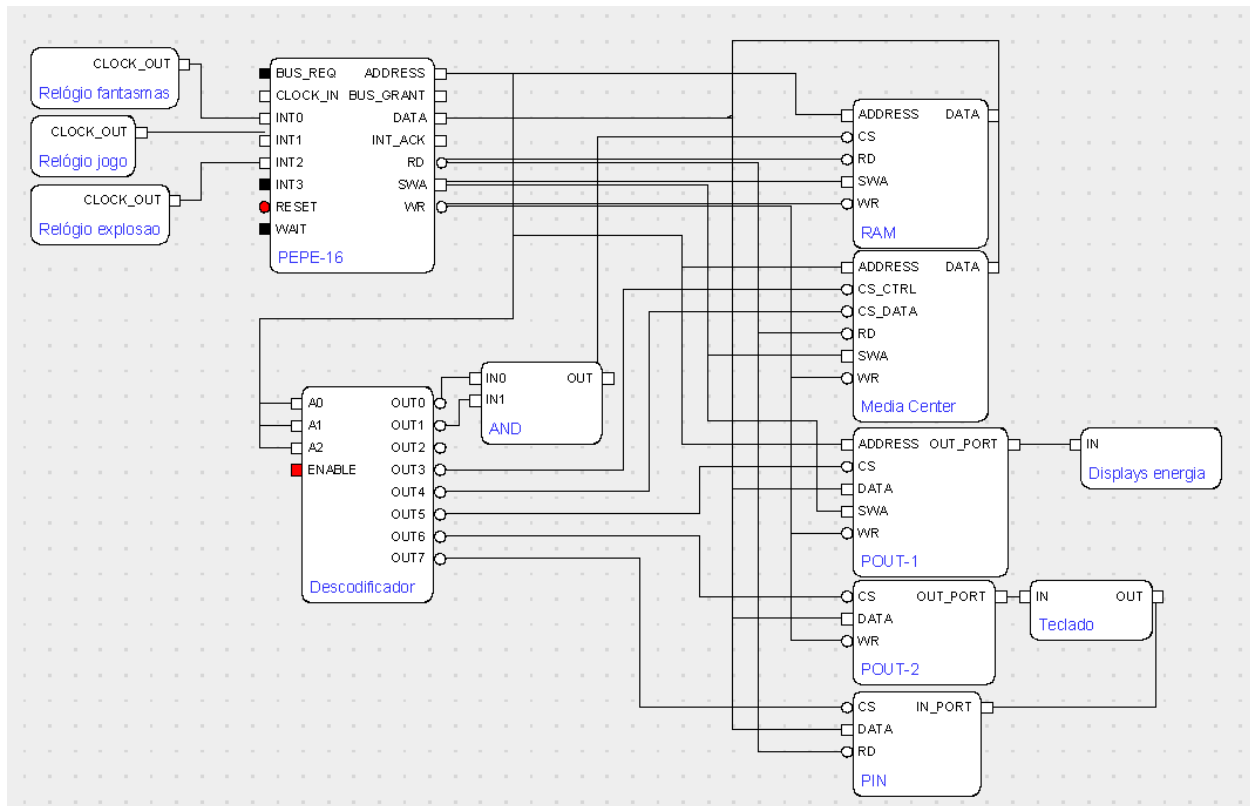 CLOCK_OUT
Relógio fantasmas
CLOCK_OUT
Relógio jogo
CLOCK_OUT
Relógio explosao
BUS_REQ ADDRESS
CLOCK_IN BUS_GRANT
INT0 DATA
INT1 INT_ACK
INT2 RD
INT3 SWA
RESET WR
WAIT
PEPE-16
ADDRESS DATA
CS
RD
SWA
WR
RAM
ADDRESS DATA
CS_CTRL
CS_DATA
RD
SWA
WR
Media Center
IN0 OUT
IN1
AND
A0 OUT0
A1 OUT1
A2 OUT2
ENABLE OUT3
OUT4
OUT5
OUT6
OUT7
Descodificador
ADDRESS OUT_PORT
CS
DATA
SWA
WR
POUT-1
IN
Displays energia
CS OUT_PORT
DATA
WR
POUT-2
IN OUT
Teclado
CS IN_PORT
DATA
RD
PIN